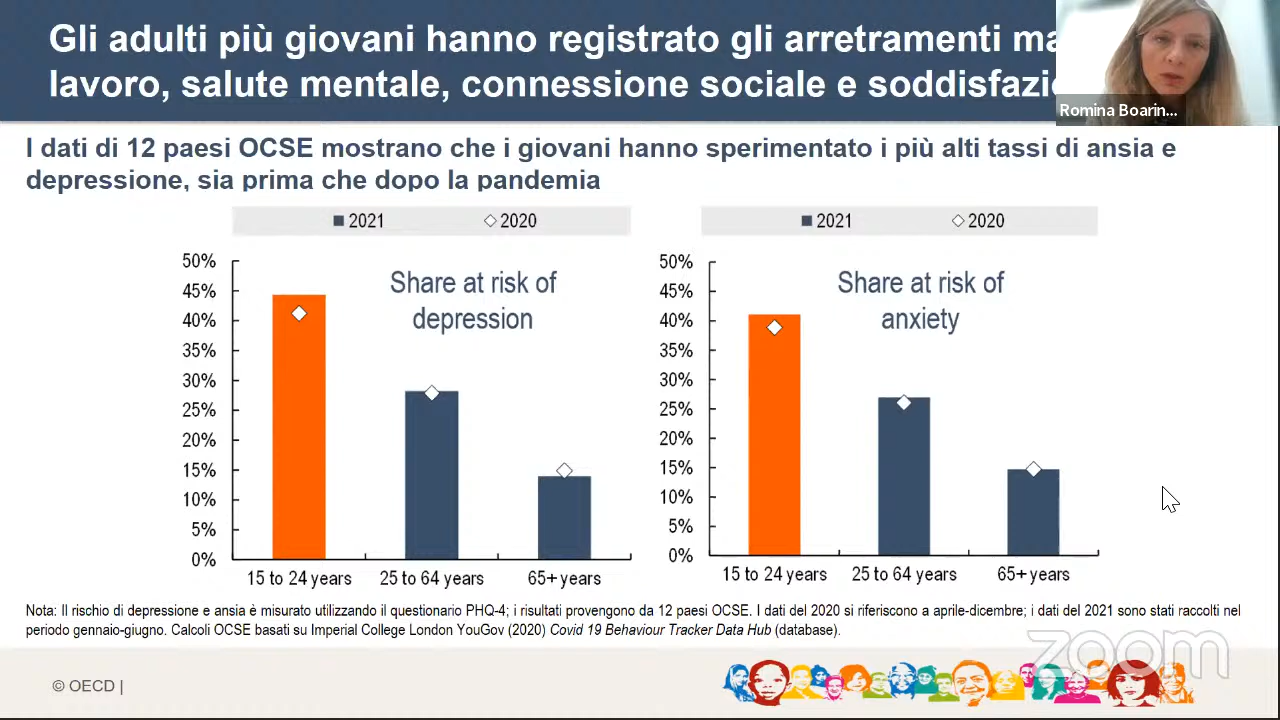 Gli adulti più giovani hanno registrato gli arretramenti
lavoro, salute mentale, connessione sociale e
Romina Boarin...
I dati di 12 paesi OCSE mostrano che i giovani hanno sperimentato i più alti tassi di ansia e
depressione, sia prima che dopo la pandemia
2021 2020
Share at risk of
depression
50%
45%
40%
35%
30%
25%
20%
15%
10%
5%
0%
15 to 24 years 25 to 64 years 65+ years
2021 2020
Share at risk of
anxiety
50%
45%
40%
35%
30%
25%
20%
15%
10%
5%
0%
15 to 24 years 25 to 64 years 65+ years
Nota: Il rischio di depressione e ansia è misurato utilizzando il questionario PHQ-4; i risultati provengono da 12 paesi OCSE. I dati del 2020 si riferiscono a aprile-dicembre; i dati del 2021 sono stati raccolti nel
periodo gennaio-giugno. Calcoli OCSE basati su Imperial College London YouGov (2020) Covid 19 Behaviour Tracker Data Hub (database).
zoom
© OECD |